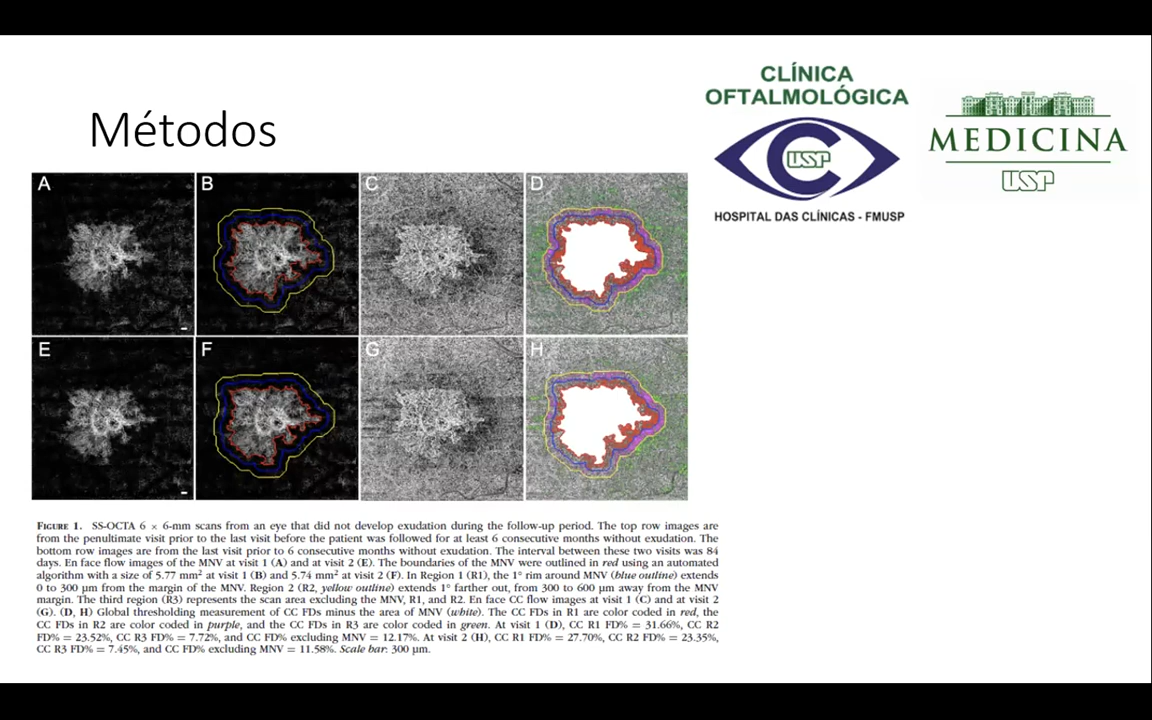 CLÍNICA
OFTALMOLÓGICA
MEDICINA
USP
USP
HOSPITAL DAS CLÍNICAS - FMUSP
Métodos
A B C D
E F G H
FIGURE 1. SS-OCTA 6 × 6-mm scans from an eye that did not develop exudation during the follow-up period. The top row images are
from the penultimate visit prior to the last visit before the patient was followed for at least 6 consecutive months without exudation. The
bottom row images are from the last visit prior to 6 consecutive months without exudation. The interval between these two visits was 84
days. En face flow images of the MNV at visit 1 (A) and at visit 2 (E). The boundaries of the MNV were outlined in red using an automated
algorithm with a size of 5.77 mm² at visit 1 (B) and 5.74 mm² at visit 2 (F). In Region 1 (R1), the 1° rim around MNV (blue outline) extends
0 to 300 μm from the margin of the MNV. Region 2 (R2, yellow outline) extends 1° farther out, from 300 to 600 μm away from the MNV
margin. The third region (R3) represents the scan area excluding the MNV, R1, and R2. En face CC flow images at visit 1 (C) and at visit 2
(G). (D, H) Global thresholding measurement of CC FDs minus the area of MNV (white). The CC FDs in R1 are color coded in red, the
CC FDs in R2 are color coded in purple, and the CC FDs in R3 are color coded in green. At visit 1 (D), CC R1 FD% = 31.66%, CC R2
FD% = 23.52%, CC R3 FD% = 7.72%, and CC FD% excluding MNV = 12.17%. At visit 2 (H), CC R1 FD% = 27.70%, CC R2 FD% = 23.35%,
CC R3 FD% = 7.45%, and CC FD% excluding MNV = 11.58%. Scale bar: 300 μm.